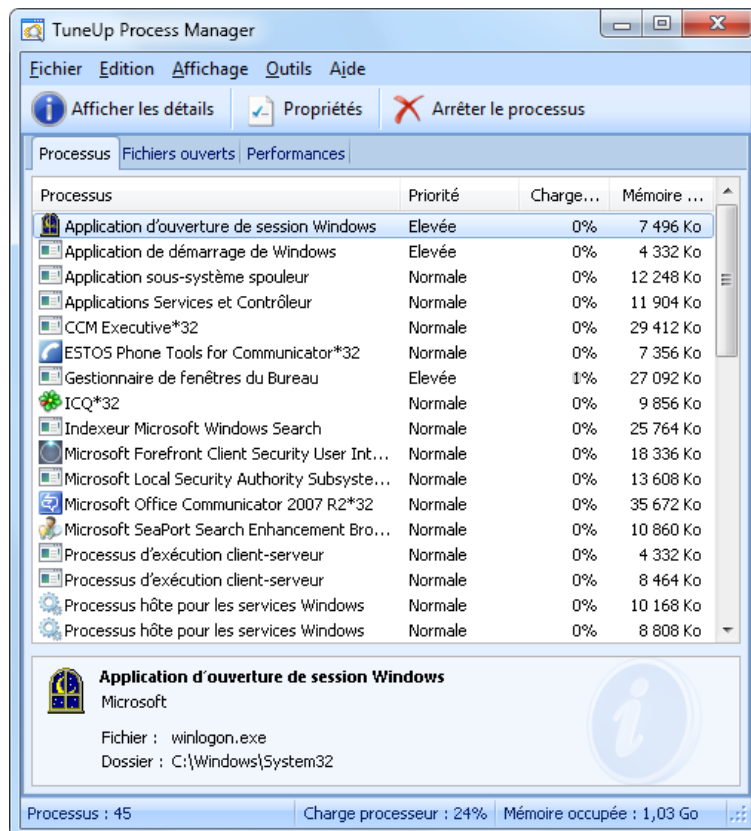 TuneUp Process Manager
Fichier Edition Affichage Outils Aide
Afficher les détails Propriétés Arrêter le processus
Processus Fichiers ouverts Performances
Processus Priorité Charge... Mémoire ...
Application d'ouverture de session Windows Elevée 0% 7 496 Ko
Application de démarrage de Windows Elevée 0% 4 332 Ko
Application sous-système spouleur Normale 0% 12 248 Ko
Applications Services et Contrôleur Normale 0% 11 904 Ko
CCM Executive*32 Normale 0% 29 412 Ko
ESTOS Phone Tools for Communicator*32 Normale 0% 7 356 Ko
Gestionnaire de fenêtres du Bureau Elevée 1% 27 092 Ko
ICQ*32 Normale 0% 9 856 Ko
Indexeur Microsoft Windows Search Normale 0% 25 764 Ko
Microsoft Forefront Client Security User Int... Normale 0% 18 336 Ko
Microsoft Local Security Authority Subsyste... Normale 0% 13 608 Ko
Microsoft Office Communicator 2007 R2*32 Normale 0% 35 672 Ko
Microsoft SeaPort Search Enhancement Bro... Normale 0% 10 860 Ko
Processus d'exécution client-serveur Normale 0% 4 332 Ko
Processus d'exécution client-serveur Normale 0% 8 464 Ko
Processus hôte pour les services Windows Normale 0% 10 168 Ko
Processus hôte pour les services Windows Normale 0% 8 808 Ko
Application d'ouverture de session Windows
Microsoft
Fichier : winlogon.exe
Dossier : C:\Windows\System32
Processus : 45 Charge processeur : 24% Mémoire occupée : 1,03 Go